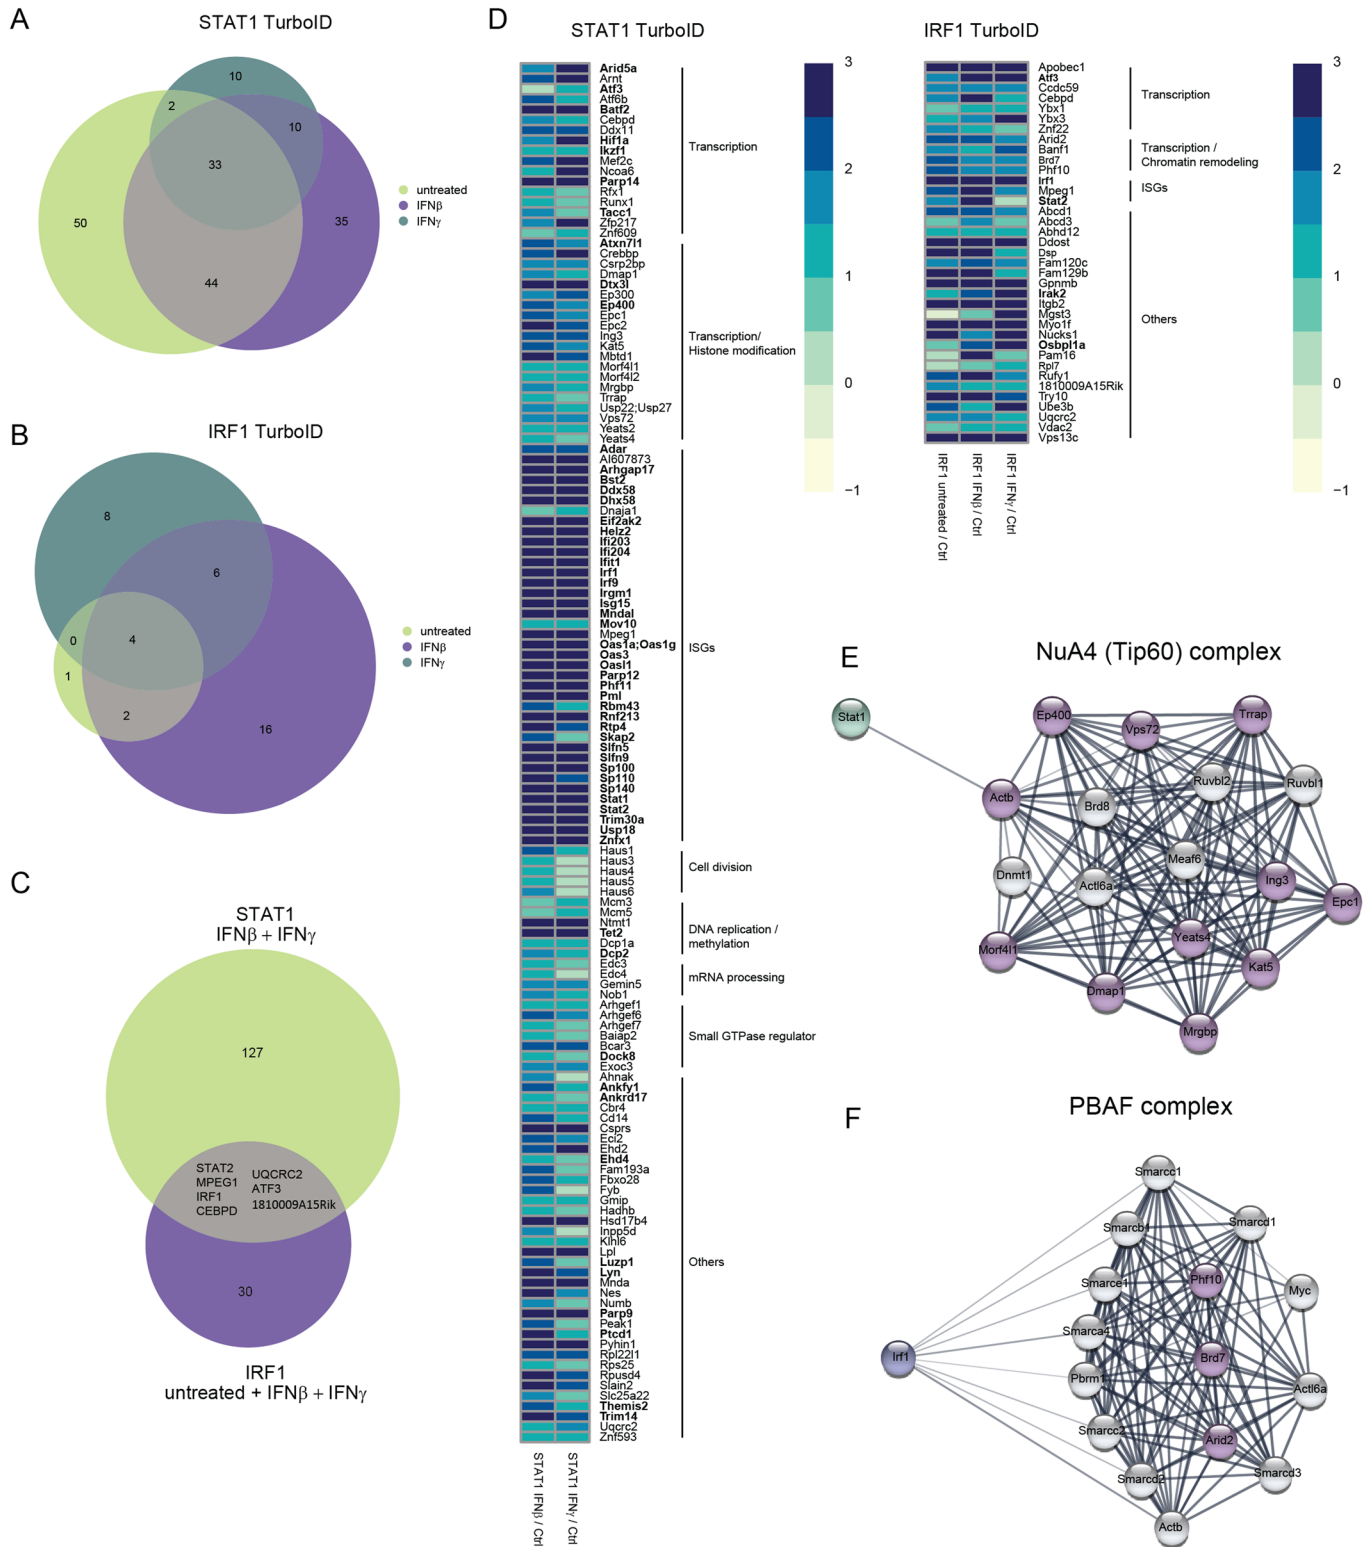 A
STAT1 TurboID
10
2
10
33
50
35
44
untreated
IFNβ
IFNγ
B
IRF1 TurboID
8
6
0
4
1
2
16
untreated
IFNβ
IFNγ
C
STAT1
IFNβ + IFNγ
127
STAT2
MPEG1
IRF1
CEBPD
UQCRC2
ATF3
1810009A15Rik
30
IRF1
untreated + IFNβ + IFNγ
D
STAT1 TurboID
Arid5a
Arnt
Atf3
Atf6b
Batf2
Cebpd
Ddx11
Hif1a
Ikzf1
Mef2c
Ncoa6
Parp14
Rfx1
Runx1
Tacc1
Zfp217
Znf609
Atxn7l1
Crebbp
Csrp2bp
Dmap1
Dtx3l
Ep300
Ep400
Epc1
Epc2
Ing3
Kat5
Mbtd1
Morf4l1
Morf4l2
Mrgbp
Trrap
Usp22;Usp27
Vps72
Yeats2
Yeats4
Adar
AI607873
Arhgap17
Bst2
Ddx58
Dhx58
Dnaja1
Eif2ak2
Helz2
Ifi203
Ifi204
Ifit1
Irf1
Irf9
Irgm1
Isg15
Mndal
Mov10
Mpeg1
Oas1a;Oas1g
Oas3
Oasl1
Parp12
Phf11
Pml
Rbm43
Rnf213
Rtp4
Skap2
Slfn5
Slfn9
Sp100
Sp110
Sp140
Stat1
Stat2
Trim30a
Usp18
Znfx1
Haus1
Haus3
Haus4
Haus5
Haus6
Mcm3
Mcm5
Ntmt1
Tet2
Dcp1a
Dcp2
Edc3
Edc4
Gemin5
Nob1
Arhgef1
Arhgef6
Arhgef7
Baiap2
Bcar3
Dock8
Exoc3
Ahnak
Ankfy1
Ankrd17
Cbr4
Cd14
Csprs
Eci2
Ehd2
Ehd4
Fam193a
Fbxo28
Fyb
Gmip
Hadhb
Hsd17b4
Inpp5d
Klhl6
Lpl
Luzp1
Lyn
Mnda
Nes
Numb
Parp9
Peak1
Ptcd1
Pyhin1
Rpl22l1
Rps25
Rpusd4
Slain2
Slc25a22
Themis2
Trim14
Uqcrc2
Znf593
Transcription
Transcription/
Histone modification
ISGs
Cell division
DNA replication /
methylation
mRNA processing
Small GTPase regulator
Others
STAT1 IFNβ / Ctrl
STAT1 IFNγ / Ctrl
3
2
1
0
−1
IRF1 TurboID
Apobec1
Atf3
Ccdc59
Cebpd
Ybx1
Ybx3
Znf22
Arid2
Banf1
Brd7
Phf10
Irf1
Mpeg1
Stat2
Abcd1
Abcd3
Abhd12
Ddost
Dsp
Fam120c
Fam129b
Gpnmb
Irak2
Itgb2
Mgst3
Myo1f
Nucks1
Osbpl1a
Pam16
Rpl7
Rufy1
1810009A15Rik
Try10
Ube3b
Uqcrc2
Vdac2
Vps13c
Transcription
Transcription /
Chromatin remodeling
ISGs
Others
IRF1 untreated / Ctrl
IRF1 IFNβ / Ctrl
IRF1 IFNγ / Ctrl
3
2
1
0
−1
E
NuA4 (Tip60) complex
Stat1
Ep400
Vps72
Trrap
Actb
Brd8
Ruvbl2
Ruvbl1
Dnmt1
Actl6a
Meaf6
Ing3
Epc1
Morf4l1
Yeats4
Kat5
Dmap1
Mrgbp
F
PBAF complex
Smarcc1
Smarcb1
Smarcd1
Smarce1
Phf10
Myc
Smarca4
Irf1
Brd7
Pbrm1
Actl6a
Smarcc2
Arid2
Smarcd2
Smarcd3
Actb